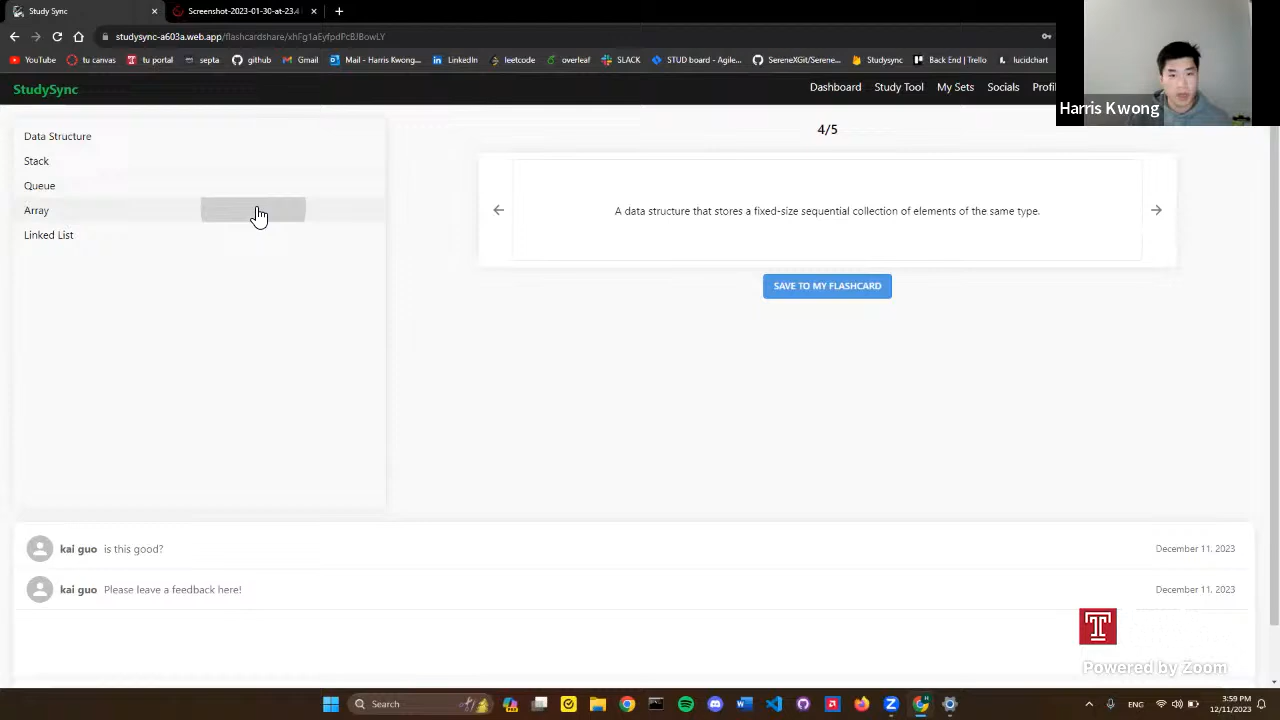 Study Sync
Screenshot-2023-01-30-at-23.4
studysync-a603a.web.app/flashcardshare/xhFg1aEyfpdPcBJBowLY
YouTube
tu canvas
tu portal
septa
github
Gmail
Mail - Harris Kwong...
LinkedIn
leetcode
overleaf
SLACK
STUD board - Agile...
SereneXGit/Serene...
Studysync
Back End | Trello
lucidchart
StudySync
Dashboard
Study Tool
My Sets
Socials
Profil
Harris Kwong
Data Structure
Stack
Queue
Array
Linked List
4/5
A data structure that stores a fixed-size sequential collection of elements of the same type.
SAVE TO MY FLASHCARD
kai guo is this good?
December 11, 2023
kai guo Please leave a feedback here!
December 11, 2023
T
Powered by Zoom
Search
ENG
3:59 PM
12/11/2023